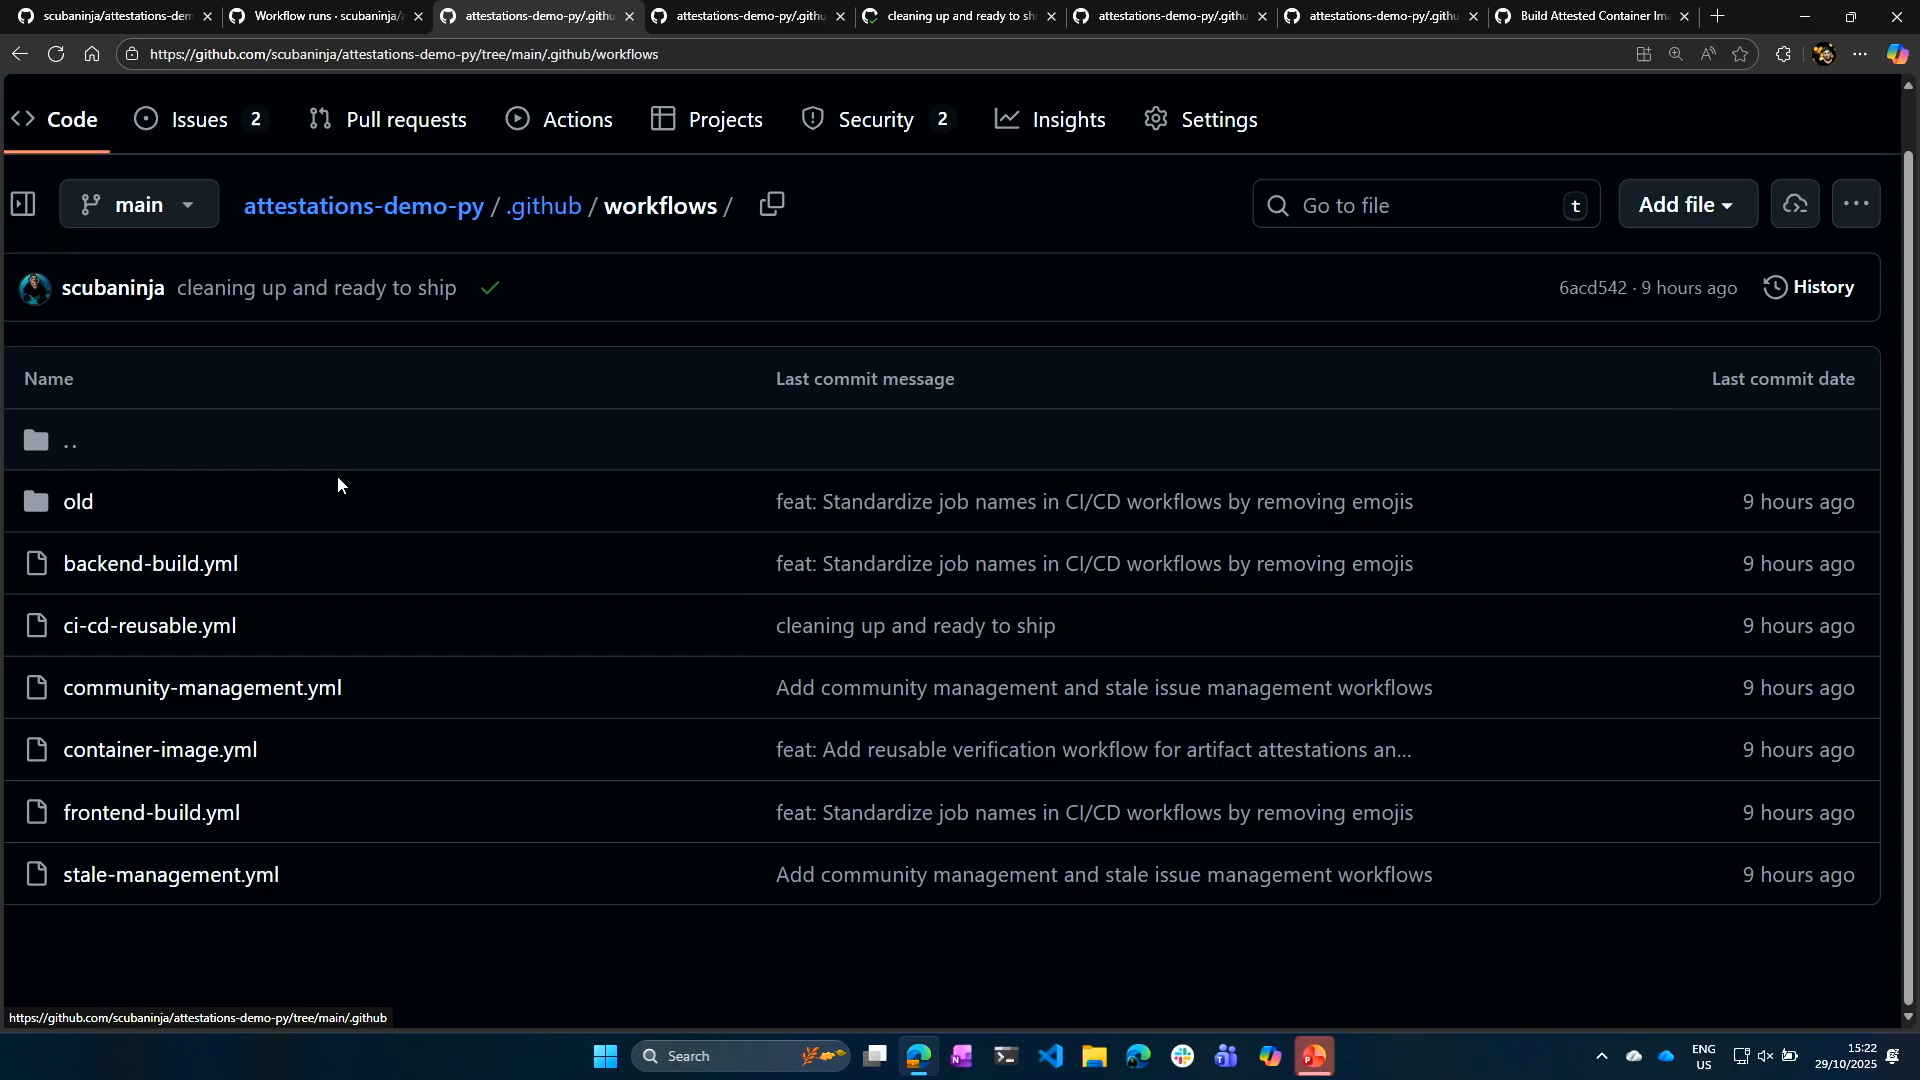 scubaninja/attestations-dem
Workflow runs · scubaninja/a
attestations-demo-py/.githu
attestations-demo-py/.githu
cleaning up and ready to shi
attestations-demo-py/.githu
attestations-demo-py/.githu
Build Attested Container Ima
https://github.com/scubaninja/attestations-demo-py/tree/main/.github/workflows
Code
Issues 2
Pull requests
Actions
Projects
Security 2
Insights
Settings
main
attestations-demo-py / .github / workflows /
Go to file
t
Add file
scubaninja cleaning up and ready to ship
6acd542 · 9 hours ago
History
Name
Last commit message
Last commit date
..
old
feat: Standardize job names in CI/CD workflows by removing emojis
9 hours ago
backend-build.yml
feat: Standardize job names in CI/CD workflows by removing emojis
9 hours ago
ci-cd-reusable.yml
cleaning up and ready to ship
9 hours ago
community-management.yml
Add community management and stale issue management workflows
9 hours ago
container-image.yml
feat: Add reusable verification workflow for artifact attestations an...
9 hours ago
frontend-build.yml
feat: Standardize job names in CI/CD workflows by removing emojis
9 hours ago
stale-management.yml
Add community management and stale issue management workflows
9 hours ago
https://github.com/scubaninja/attestations-demo-py/tree/main/.github
Search
ENG
US
15:22
29/10/2025